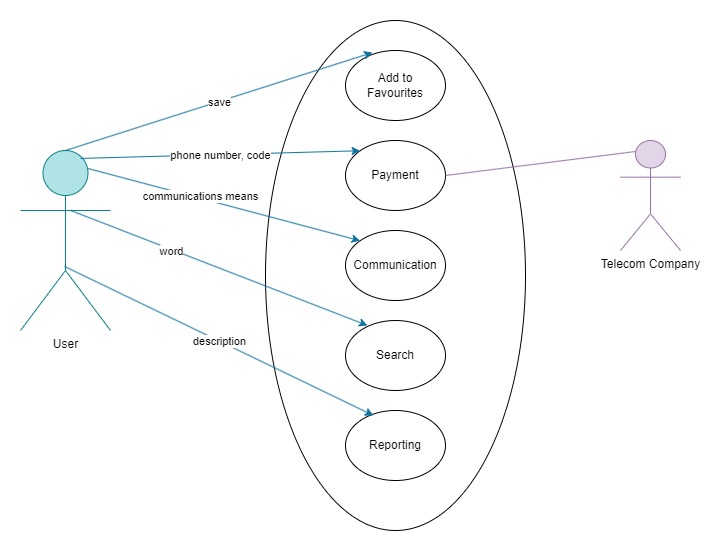 Add to
Favourites
save
phone number, code
Payment
communications means
Communication
Telecom Company
word
description
User
Search
Reporting